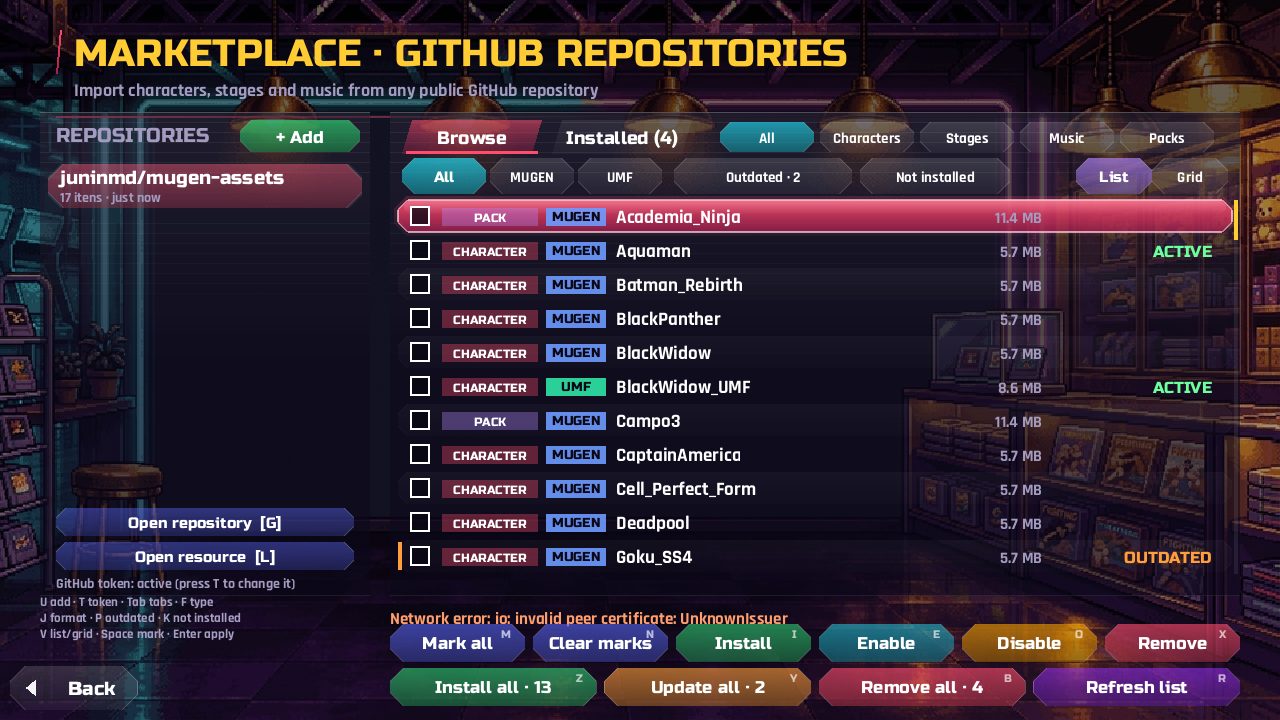 MARKETPLACE · GITHUB REPOSITORIES
Import characters, stages and music from any public GitHub repository
REPOSITORIES
+ Add
juninmd/mugen-assets
17 itens · just now
Browse
Installed (4)
All
Characters
Stages
Music
Packs
All
MUGEN
UMF
Outdated · 2
Not installed
List
Grid
PACK MUGEN Academia_Ninja 11.4 MB
CHARACTER MUGEN Aquaman 5.7 MB ACTIVE
CHARACTER MUGEN Batman_Rebirth 5.7 MB
CHARACTER MUGEN BlackPanther 5.7 MB
CHARACTER MUGEN BlackWidow 5.7 MB
CHARACTER UMF BlackWidow_UMF 8.6 MB ACTIVE
PACK MUGEN Campo3 11.4 MB
CHARACTER MUGEN CaptainAmerica 5.7 MB
CHARACTER MUGEN Cell_Perfect_Form 5.7 MB
CHARACTER MUGEN Deadpool 5.7 MB
CHARACTER MUGEN Goku_SS4 5.7 MB OUTDATED
Open repository [G]
Open resource [L]
GitHub token: active (press T to change it)
U add · T token · Tab tabs · F type
J format · P outdated · K not installed
V list/grid · Space mark · Enter apply
Network error: io: invalid peer certificate: UnknownIssuer
Mark all M
Clear marks N
Install I
Enable E
Disable O
Remove X
Back
Install all · 13 Z
Update all · 2 Y
Remove all · 4 B
Refresh list R